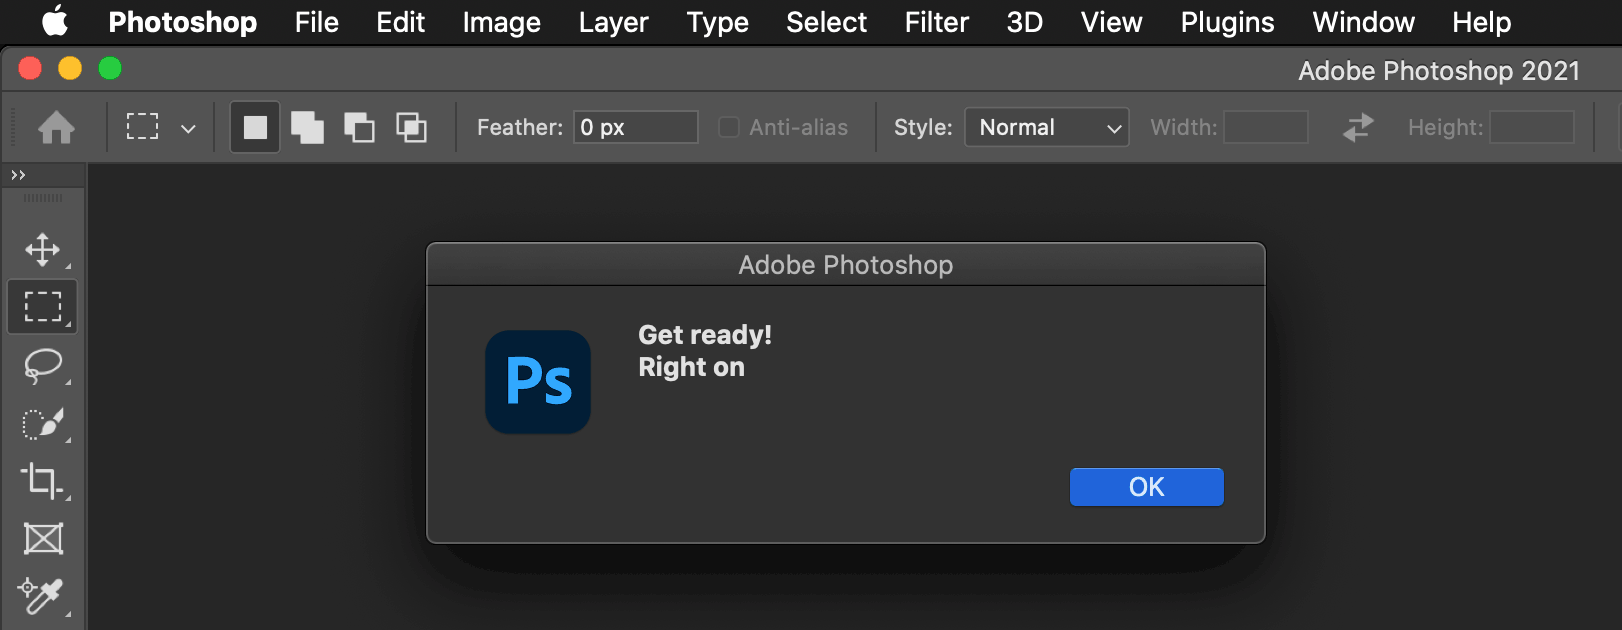 Photoshop File Edit Image Layer Type Select Filter 3D View Plugins Window Help
Adobe Photoshop 2021
Feather: 0 px Anti-alias Style: Normal Width: Height:
Adobe Photoshop
Ps
Get ready!
Right on
OK